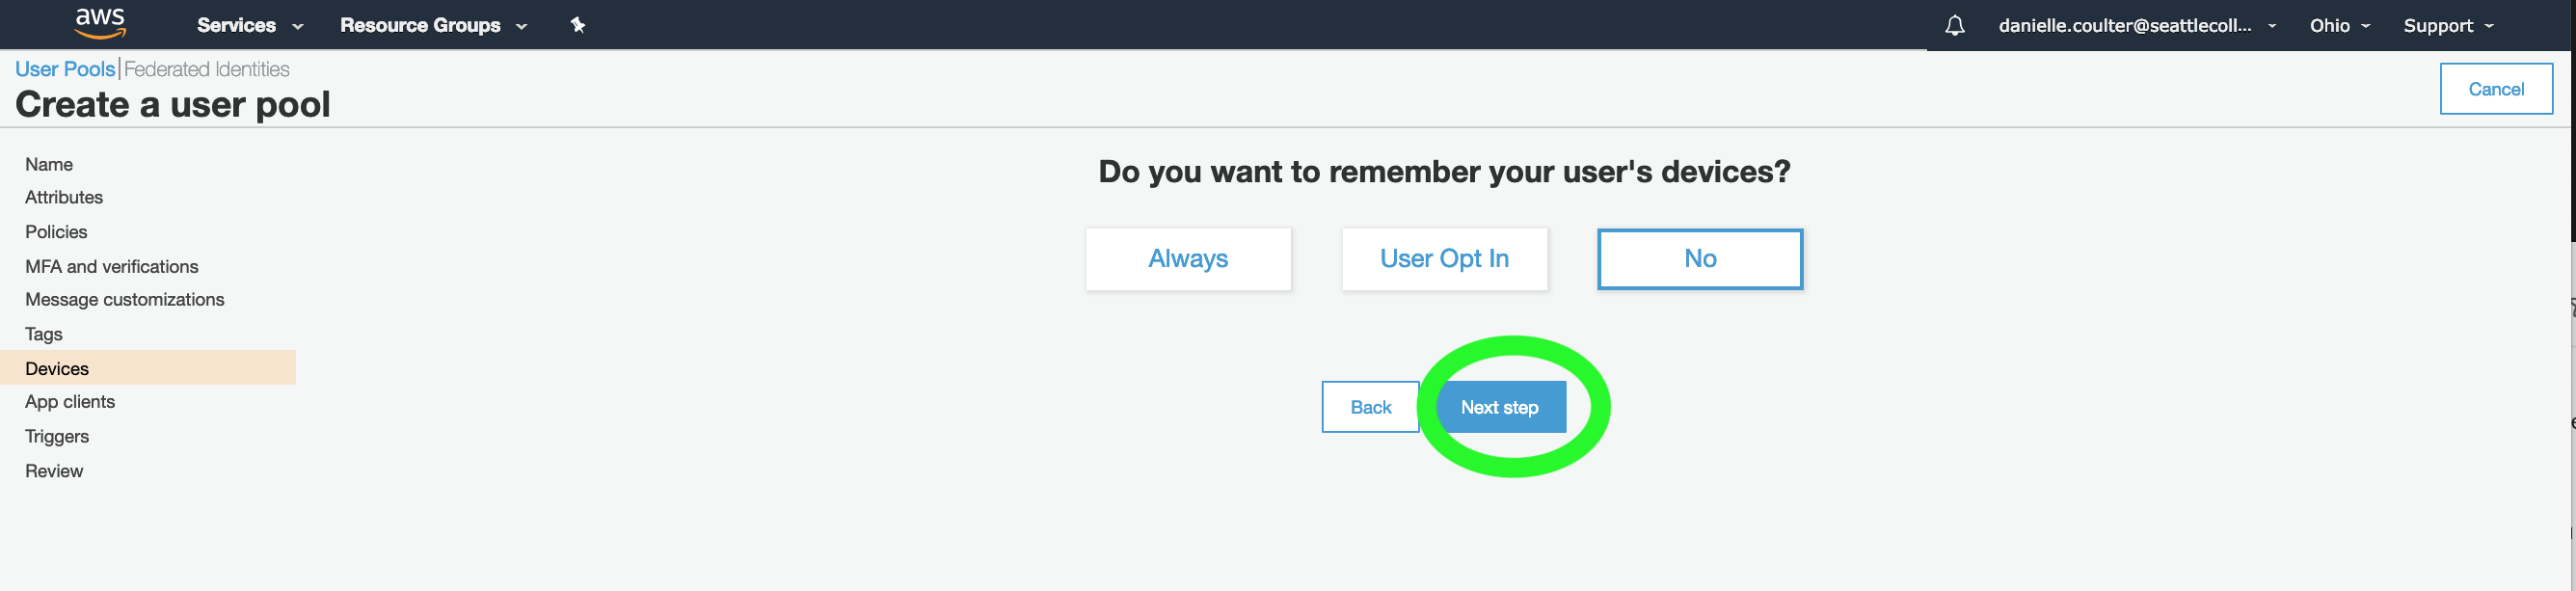 aws Services Resource Groups danielle.coulter@seattlecoll... Ohio Support
User Pools | Federated Identities
Create a user pool
Cancel
Name
Attributes
Policies
MFA and verifications
Message customizations
Tags
Devices
App clients
Triggers
Review
Do you want to remember your user's devices?
Always User Opt In No
Back Next step